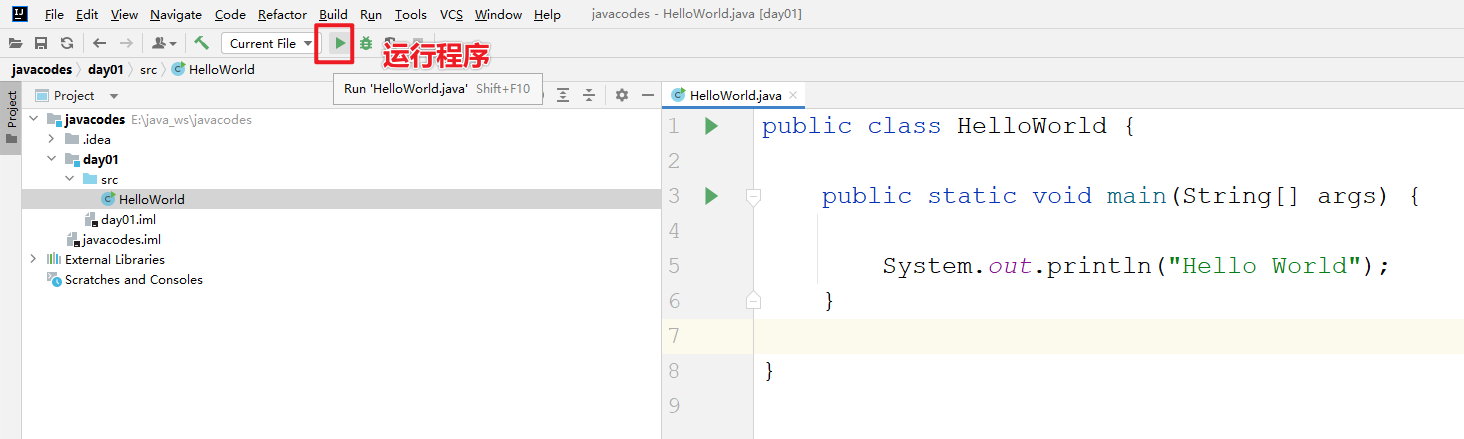 IJ File Edit View Navigate Code Refactor Build Run Tools VCS Window Help javacodes - HelloWorld.java [day01]
Current File 运行程序
javacodes day01 src HelloWorld
Run 'HelloWorld.java' Shift+F10
Project
Project
HelloWorld.java
javacodes E:\java_ws\javacodes
.idea
day01
src
HelloWorld
day01.iml
javacodes.iml
External Libraries
Scratches and Consoles
1 public class HelloWorld {
2
3 public static void main(String[] args) {
4
5 System.out.println("Hello World");
6 }
7
8 }
9